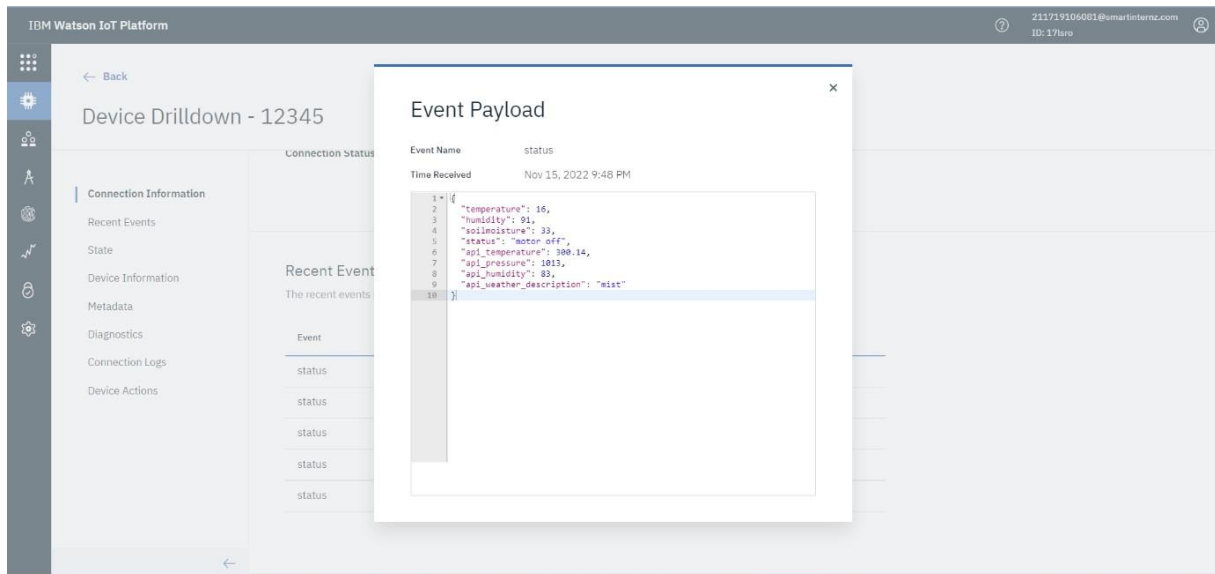 IBM Watson IoT Platform
211719106081@smartinternz.com
ID: 17lsro
← Back
Device Drilldown - 12345
Connection Information
Recent Events
State
Device Information
Metadata
Diagnostics
Connection Logs
Device Actions
Connection Status
Recent Event
The recent events
Event
status
status
status
status
status
Event Payload
Event Name status
Time Received Nov 15, 2022 9:48 PM
1 {
2 "temperature": 16,
3 "humidity": 91,
4 "soilmoisture": 33,
5 "status": "motor off",
6 "api_temperature": 300.14,
7 "api_pressure": 1013,
8 "api_humidity": 83,
9 "api_weather_description": "mist"
10 }